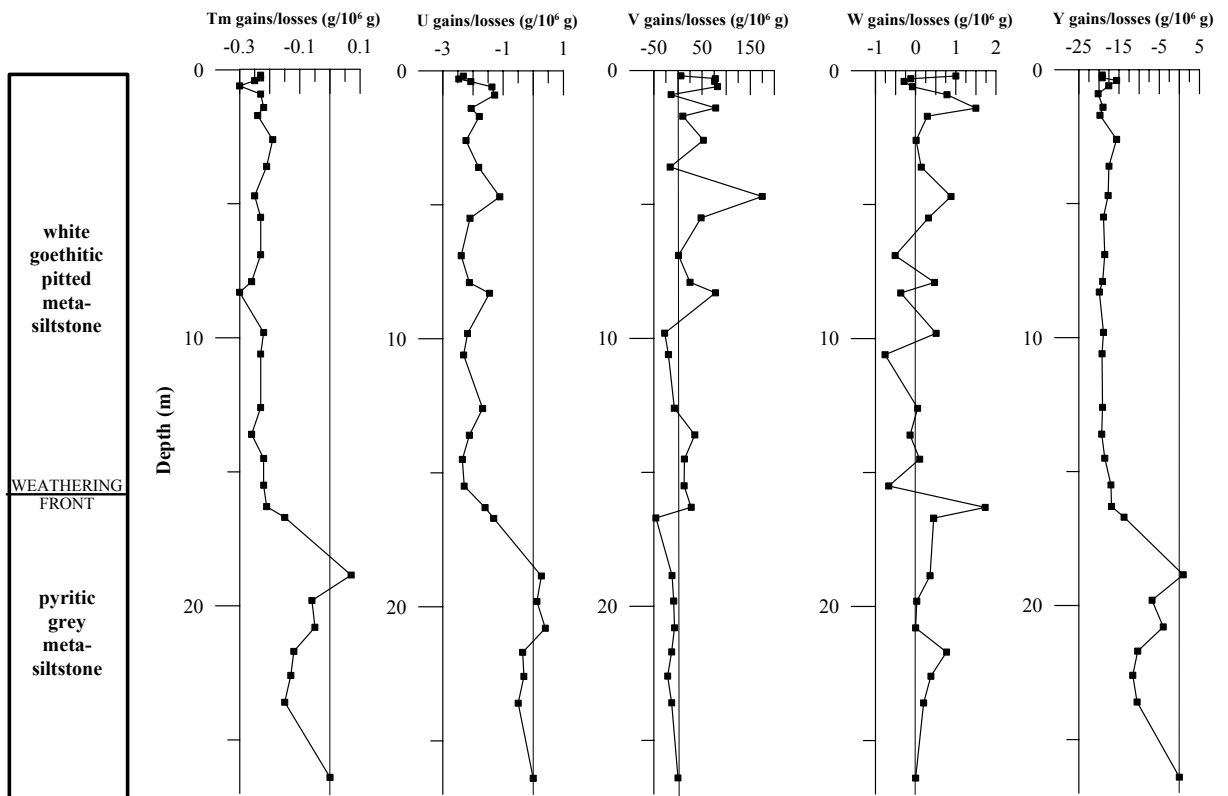 Tm gains/losses (g/10⁶ g)
-0.3 -0.1 0.1
0
10
20
Depth (m)
U gains/losses (g/10⁶ g)
-3 -1 1
0
10
20
V gains/losses (g/10⁶ g)
-50 50 150
0
10
20
W gains/losses (g/10⁶ g)
-1 0 1 2
0
10
20
Y gains/losses (g/10⁶ g)
-25 -15 -5 5
0
10
20
white
goethitic
pitted
meta-
siltstone
WEATHERING
FRONT
pyritic
grey
meta-
siltstone